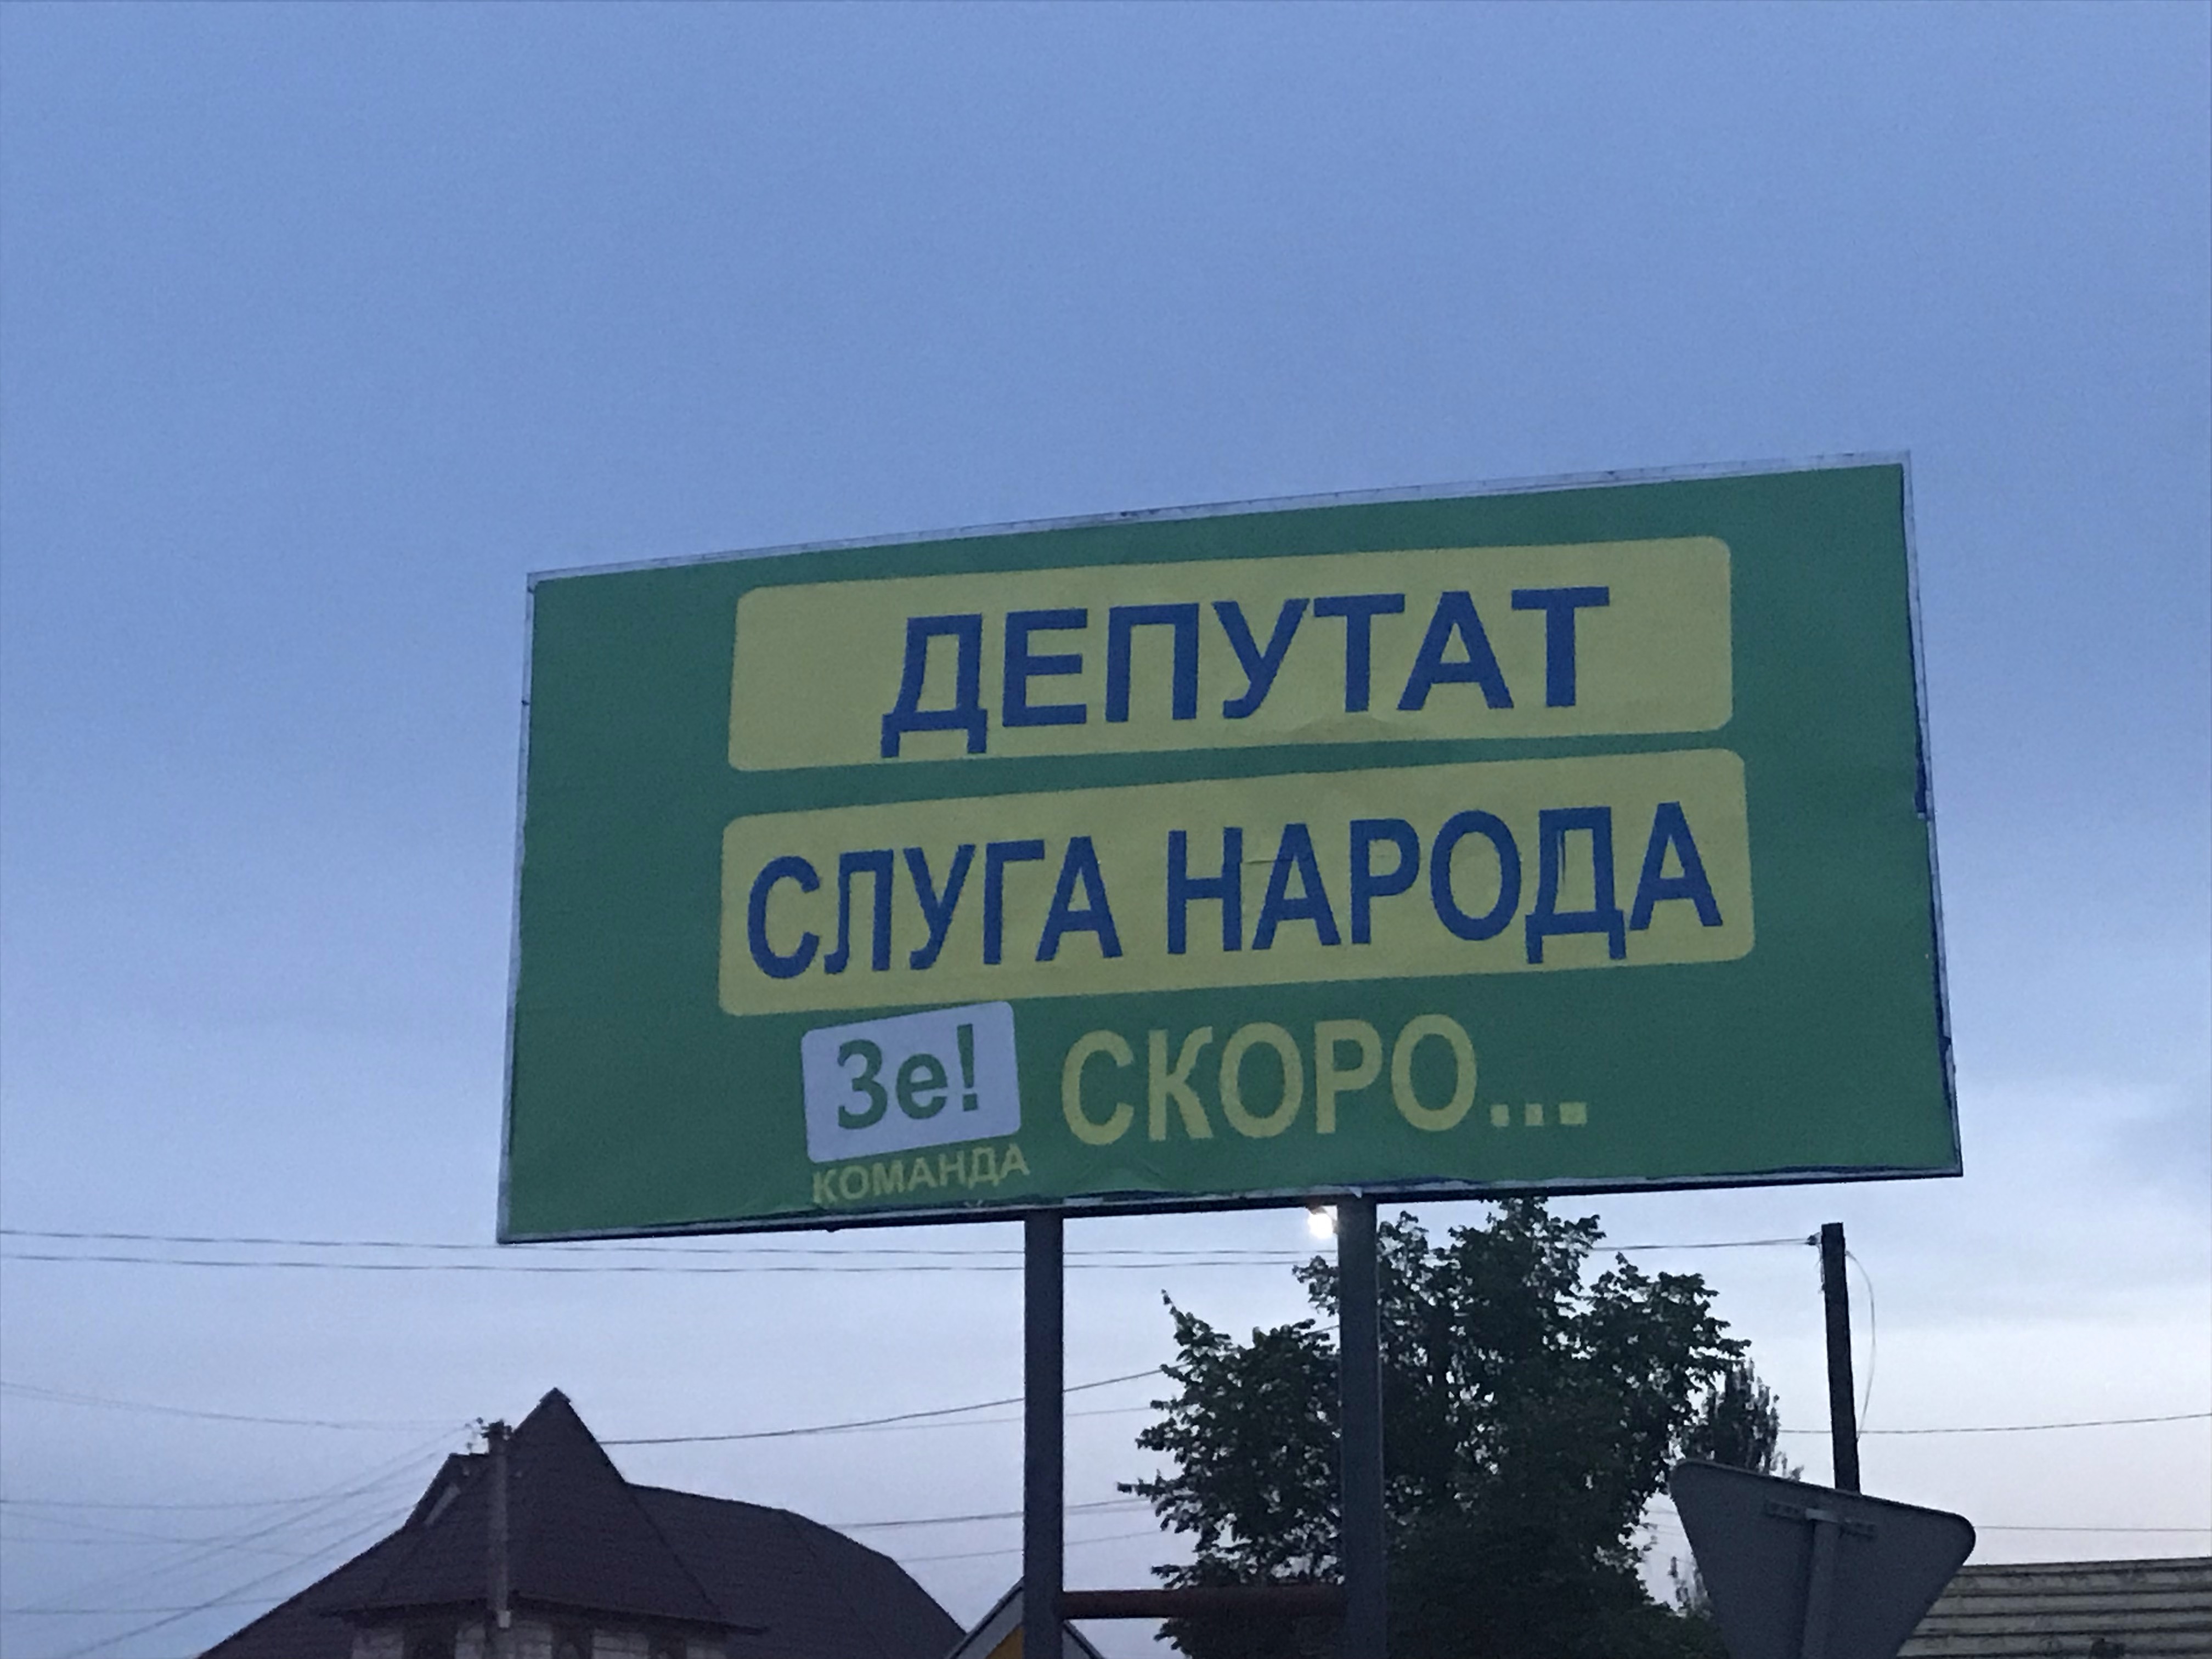 ДЕПУТАТ
СЛУГА НАРОДА
Зе! СКОРО...
КОМАНДА